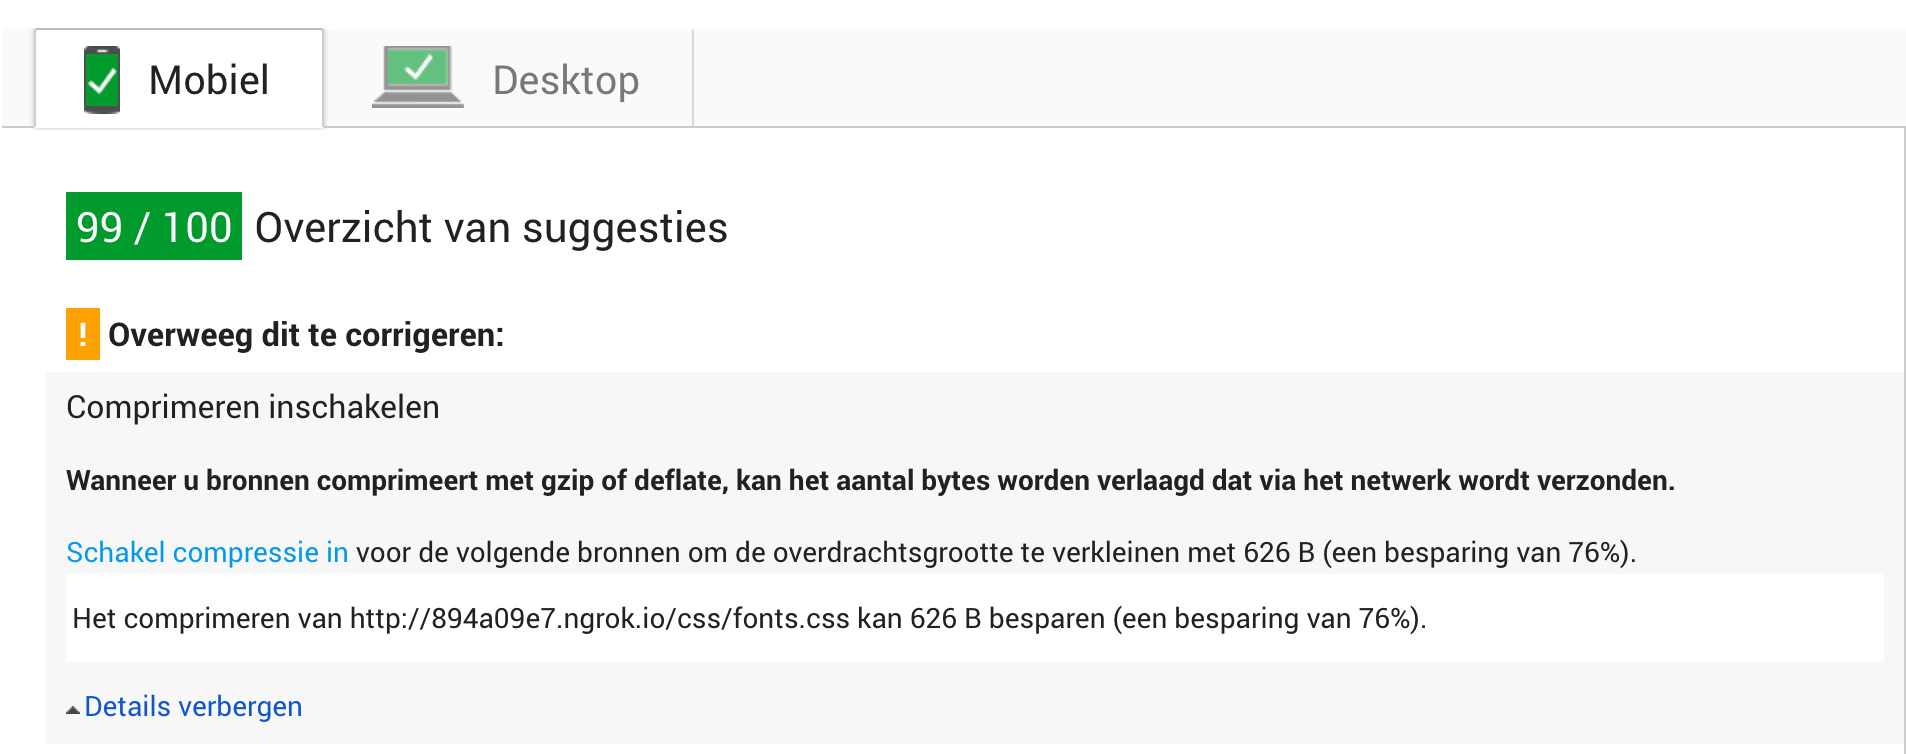 Mobiel
Desktop
99 / 100 Overzicht van suggesties
! Overweeg dit te corrigeren:
Comprimeren inschakelen
Wanneer u bronnen comprimeert met gzip of deflate, kan het aantal bytes worden verlaagd dat via het netwerk wordt verzonden.
Schakel compressie in voor de volgende bronnen om de overdrachtsgrootte te verkleinen met 626 B (een besparing van 76%).
Het comprimeren van http://894a09e7.ngrok.io/css/fonts.css kan 626 B besparen (een besparing van 76%).
Details verbergen